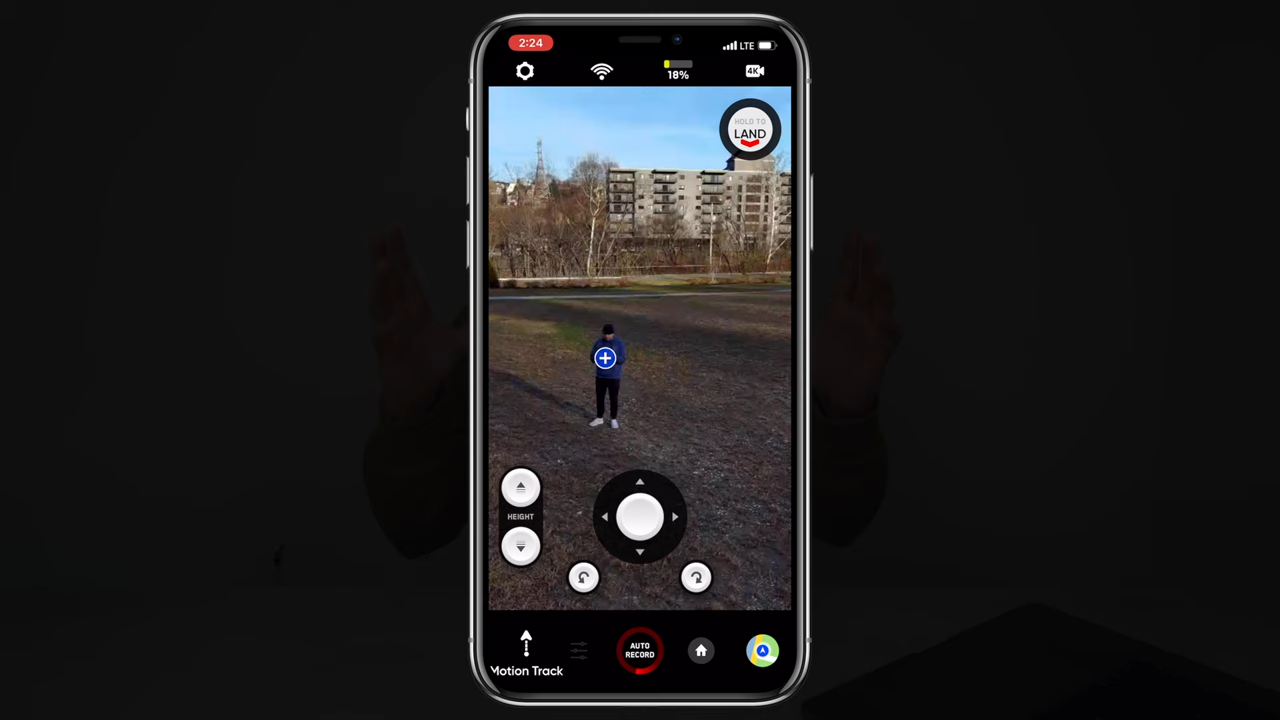 2:24
LTE
18%
4K
HOLD TO
LAND
HEIGHT
AUTO
RECORD
Motion Track